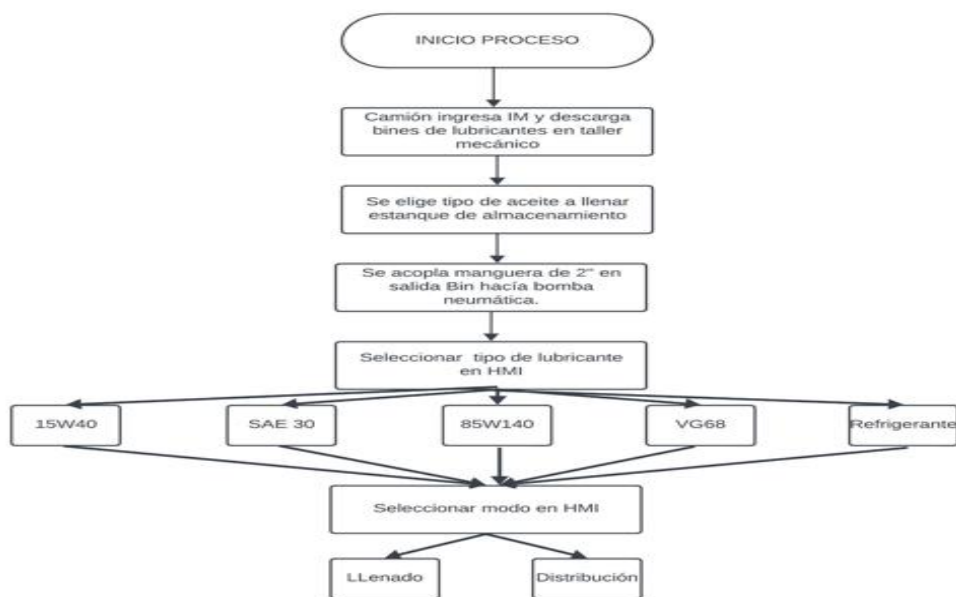 INICIO PROCESO
Camión ingresa IM y descarga
bines de lubricantes en taller
mecánico
Se elige tipo de aceite a llenar
estanque de almacenamiento
Se acopla manguera de 2" en
salida Bin hacía bomba
neumática.
Seleccionar tipo de lubricante
en HMI
15W40
SAE 30
85W140
VG68
Refrigerante
Seleccionar modo en HMI
LLenado
Distribución